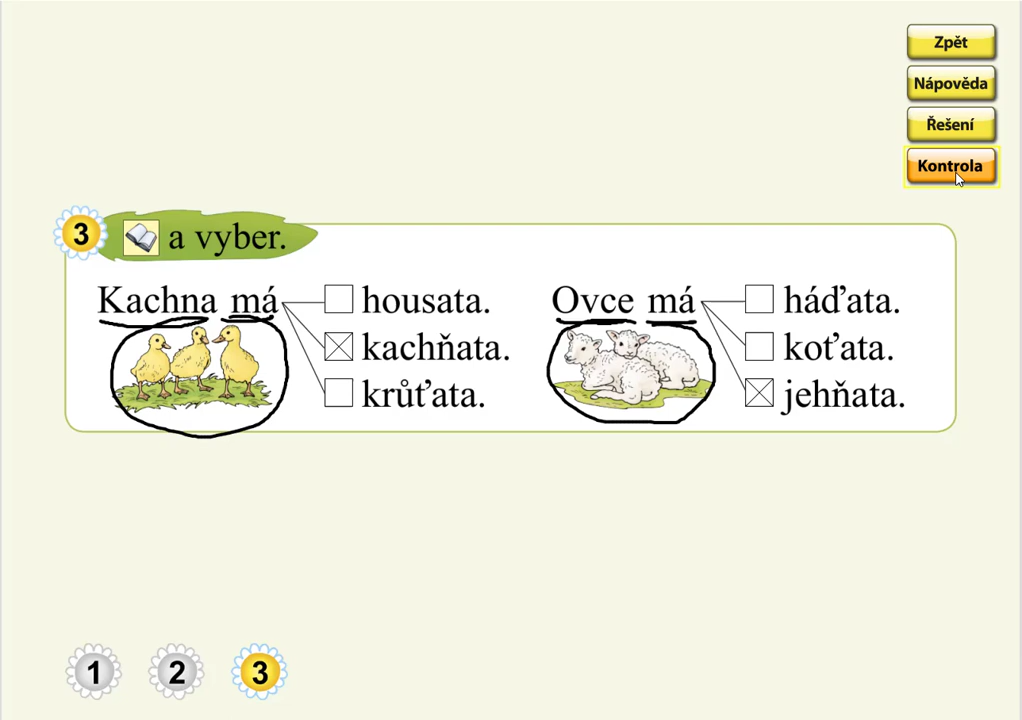 Zpět
Nápověda
Řešení
Kontrola
3 a vyber.
Kachna má
housata.
kachňata.
krůťata.
Ovce má
háďata.
koťata.
jehňata.
1 2 3